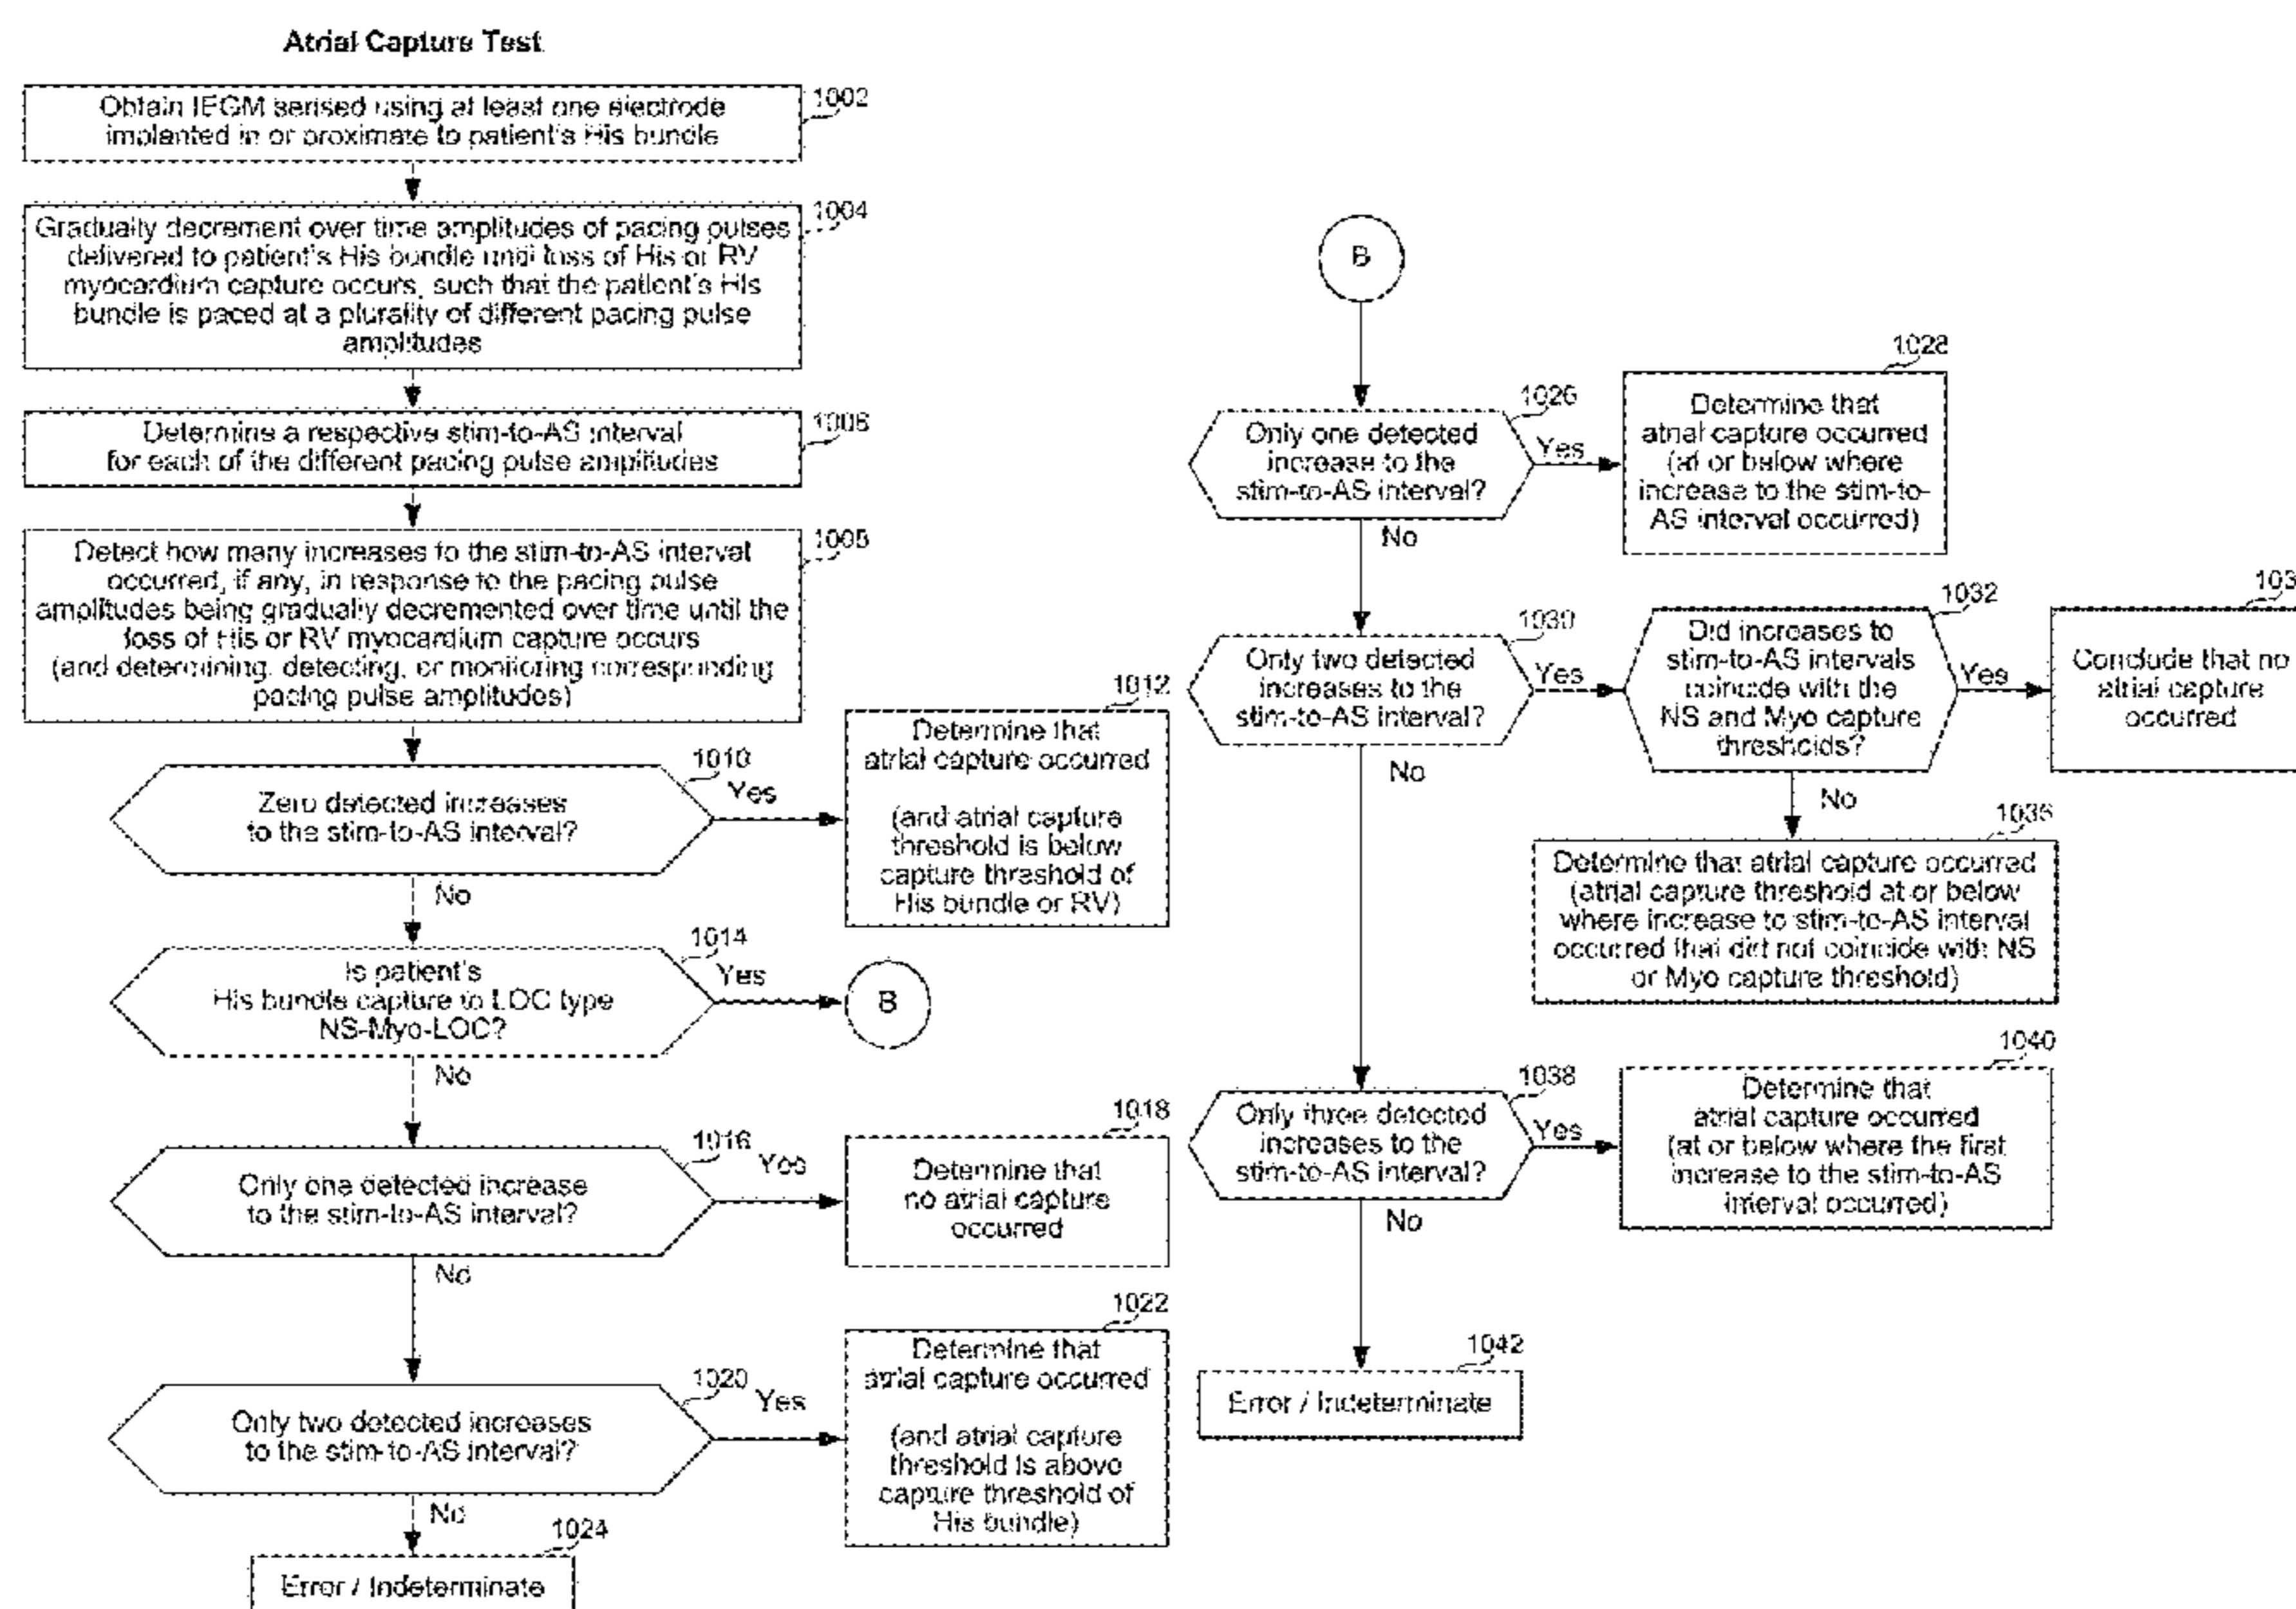 Atrial Capture Test
Obtain IEGM sensed using at least one electrode
implanted in or proximate to patient's His bundle
1002
Gradually decrement over time amplitudes of pacing pulses
delivered to patient's His bundle until loss of His or RV
myocardium capture occurs, such that the patient's His
bundle is paced at a plurality of different pacing pulse
amplitudes
1004
Determine a respective stim-to-AS interval
for each of the different pacing pulse amplitudes
1006
Detect how many increases to the stim-to-AS interval
occurred, if any, in response to the pacing pulse
amplitudes being gradually decremented over time until the
loss of His or RV myocardium capture occurs
(and determining, detecting, or monitoring corresponding
pacing pulse amplitudes)
Zero detected increases
to the stim-to-AS interval?
1010
Yes
No
Determine that
atrial capture occurred
(and atrial capture
threshold is below
capture threshold of
His bundle or RV)
1012
Is patient's
His bundle capture to LOC type
NS-Myo-LOC?
1014
Yes
No
B
Only one detected increase
to the stim-to-AS interval?
1016
Yes
No
Determine that
no atrial capture
occurred
1018
Only two detected increases
to the stim-to-AS interval?
1020
Yes
No
Determine that
atrial capture occurred
(and atrial capture
threshold is above
capture threshold of
His bundle)
1022
Error / Indeterminate
1024
B
Only one detected
increase to the
stim-to-AS interval?
1026
Yes
No
Determine that
atrial capture occurred
(at or below where
increase to the stim-to-
AS interval occurred)
1028
Only two detected
increases to the
stim-to-AS interval?
1030
Yes
No
Did increases to
stim-to-AS intervals
coincide with the
NS and Myo capture
thresholds?
1032
Yes
No
Conclude that no
atrial capture
occurred
103
Determine that atrial capture occurred
(atrial capture threshold at or below
where increase to stim-to-AS interval
occurred that did not coincide with NS
or Myo capture threshold)
Only three detected
increases to the
stim-to-AS interval?
1038
Yes
No
Determine that
atrial capture occurred
(at or below where the first
increase to the stim-to-AS
interval occurred)
1040
Error / Indeterminate
1042